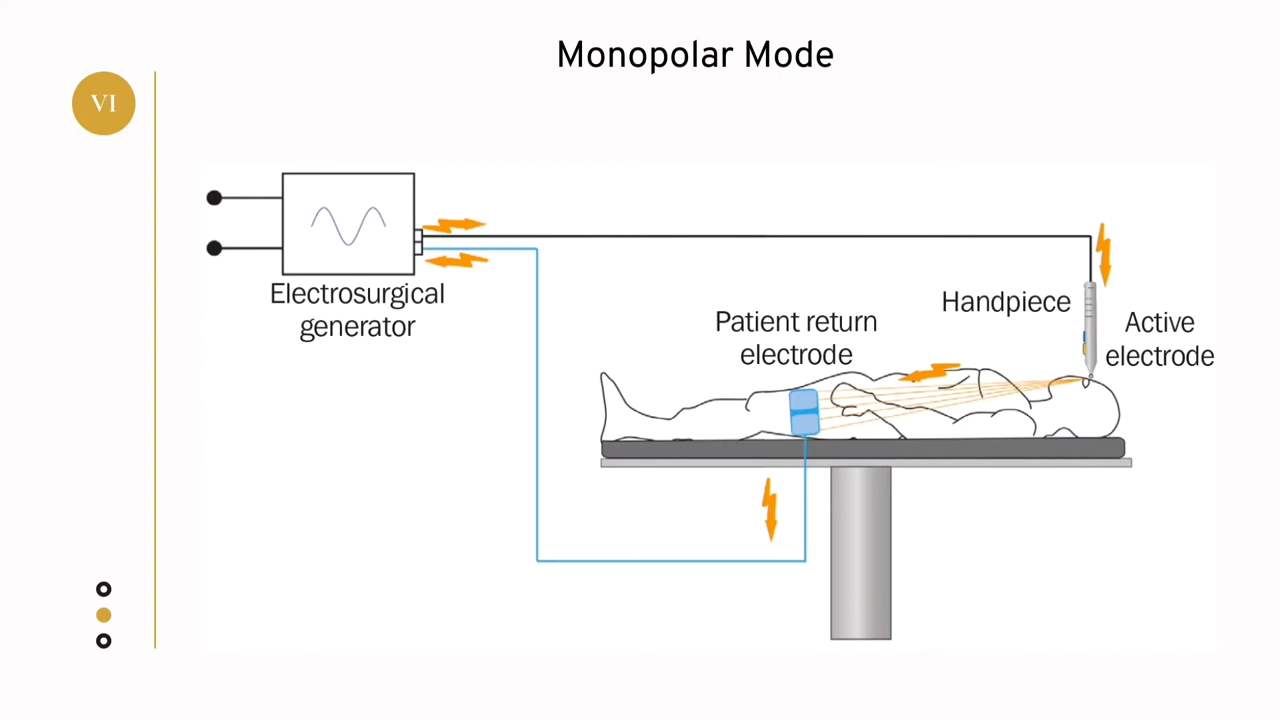 Monopolar Mode
VI
Electrosurgical
generator
Handpiece
Patient return
electrode
Active
electrode